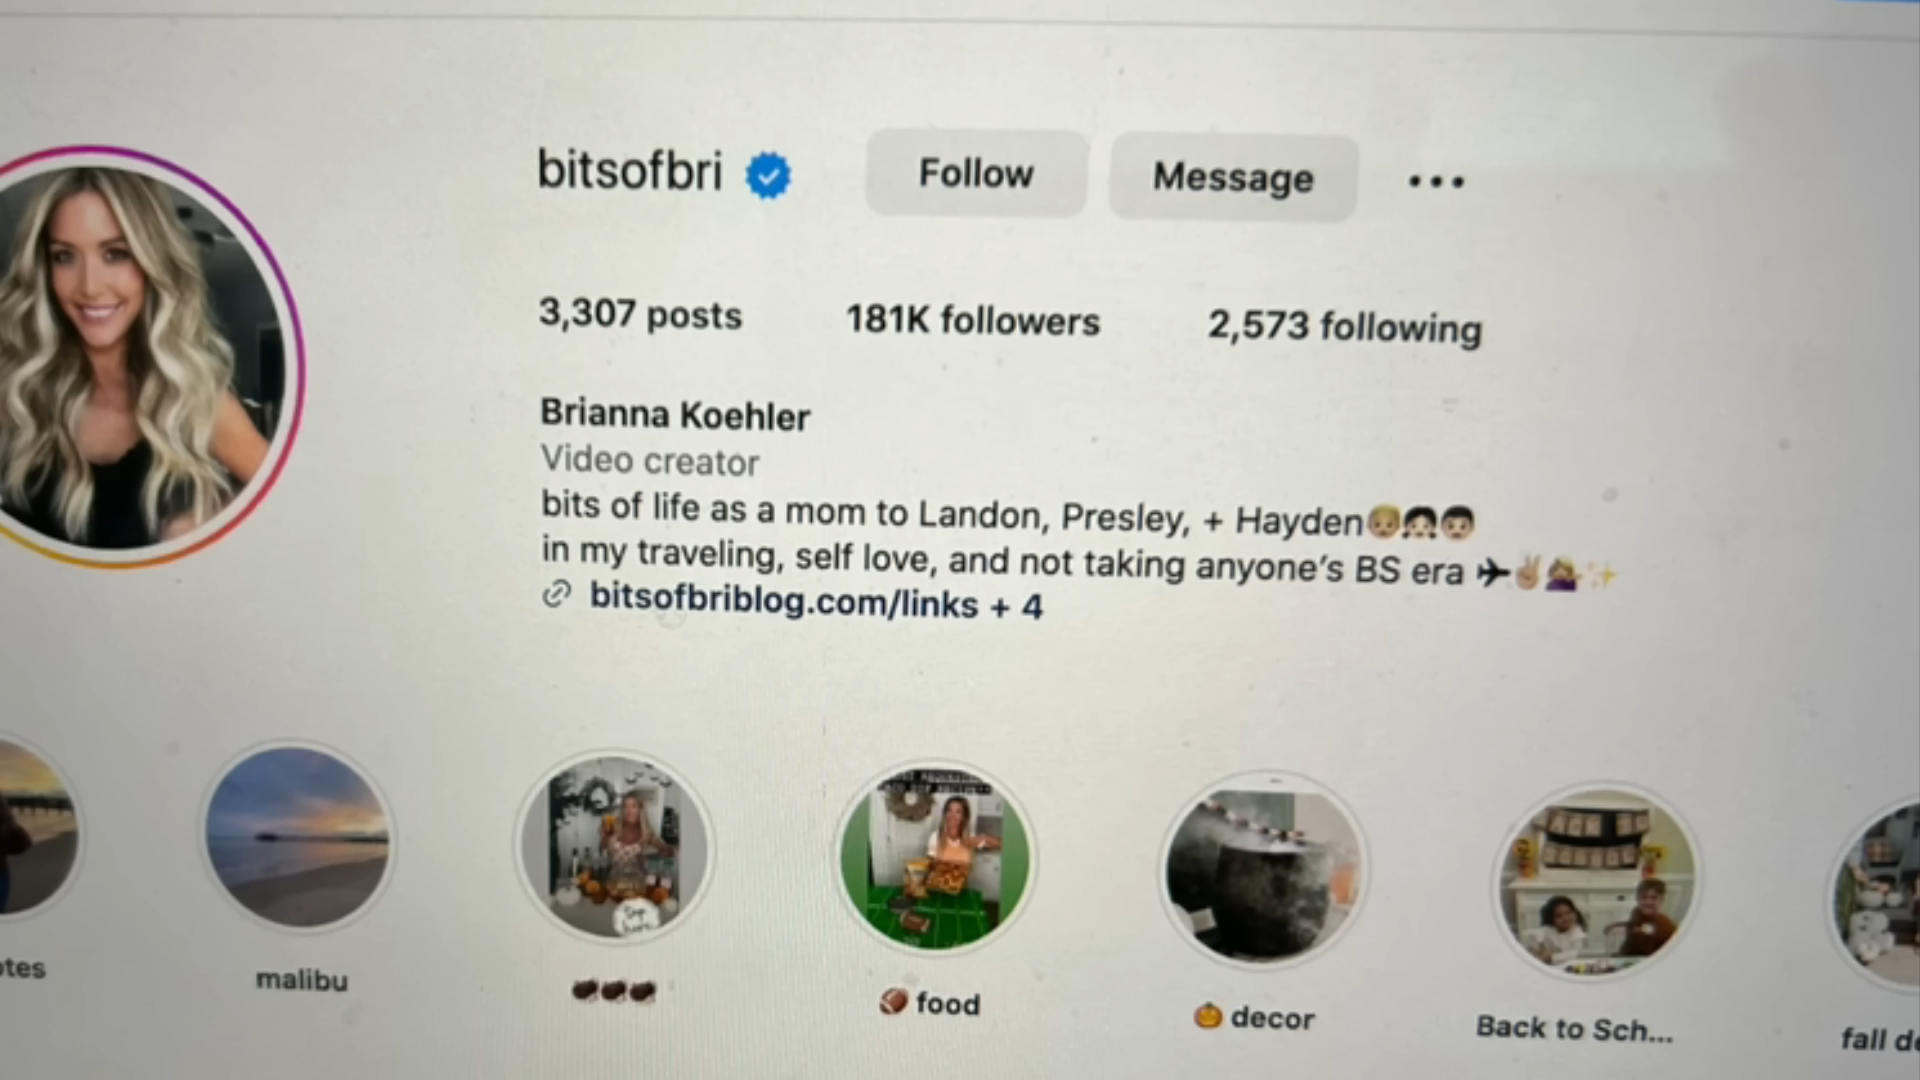 bitsofbri Follow Message •••
3,307 posts 181K followers 2,573 following
Brianna Koehler
Video creator
bits of life as a mom to Landon, Presley, + Hayden
in my traveling, self love, and not taking anyone's BS era ✈✌🏼✨
bitsofbriblog.com/links + 4
malibu
🏈 food
🎃 decor
Back to Sch...
fall